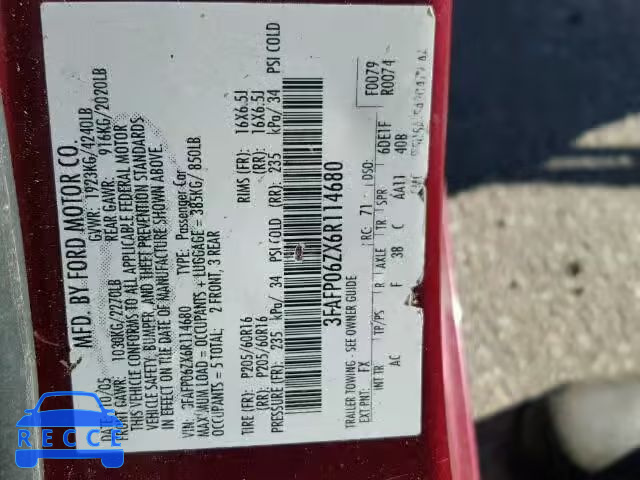 MFD. BY FORD MOTOR CO.
DATE: 10/05 GVWR: 1923KG/4240LB
FRONT GAWR: 1030KG/2270LB REAR GAWR: 916KG/2020LB
THIS VEHICLE CONFORMS TO ALL APPLICABLE FEDERAL MOTOR
VEHICLE SAFETY, BUMPER, AND THEFT PREVENTION STANDARDS
IN EFFECT ON THE DATE OF MANUFACTURE SHOWN ABOVE.
VIN: 3FAFP06ZX6R114680 TYPE: Passenger Car
MAXIMUM LOAD = OCCUPANTS + LUGGAGE = 385KG/850LB
OCCUPANTS = 5 TOTAL: 2 FRONT, 3 REAR
TIRE (FR): P205/60R16 RIMS (FR): 16X6.5J
(RR): P205/60R16 (RR): 16X6.5J
PRESSURE (FR): 235 kPa/ 34 PSI COLD (RR): 235 kPa/ 34 PSI COLD
3FAFP06ZX6R114680
F0079
R0074
TRAILER TOWING - SEE OWNER GUIDE
EXT PNT: FX RC: 71 DSO:
INT TR TP/PS R AXLE TR SPR 6DE1F
AC F 38 C AA11 40B
RECORD
RECCE